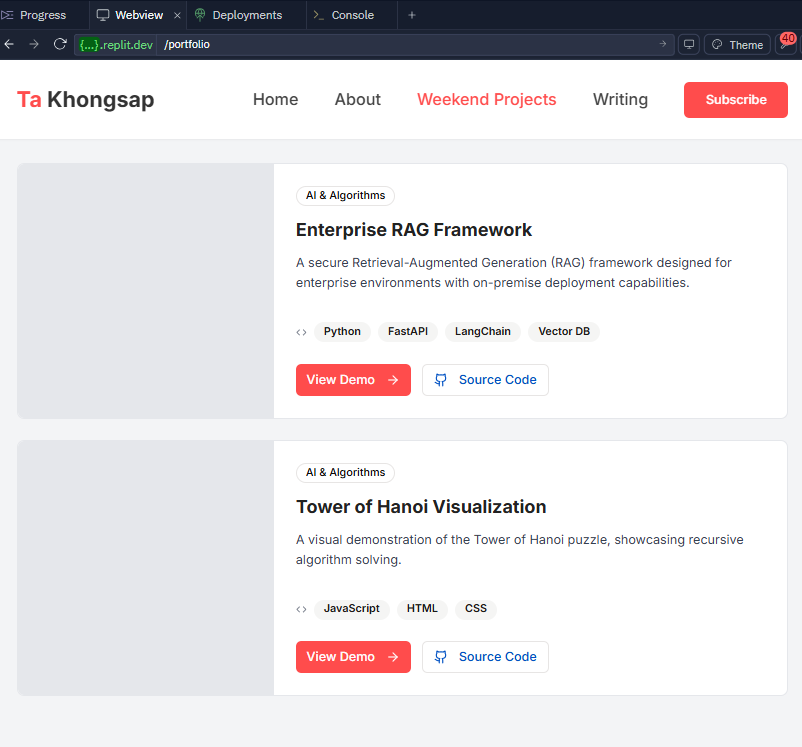 Progress
Webview
Deployments
Console
{...}.replit.dev /portfolio
Theme
40
Ta Khongsap
Home
About
Weekend Projects
Writing
Subscribe
AI & Algorithms
Enterprise RAG Framework
A secure Retrieval-Augmented Generation (RAG) framework designed for
enterprise environments with on-premise deployment capabilities.
Python
FastAPI
LangChain
Vector DB
View Demo
Source Code
AI & Algorithms
Tower of Hanoi Visualization
A visual demonstration of the Tower of Hanoi puzzle, showcasing recursive
algorithm solving.
JavaScript
HTML
CSS
View Demo
Source Code